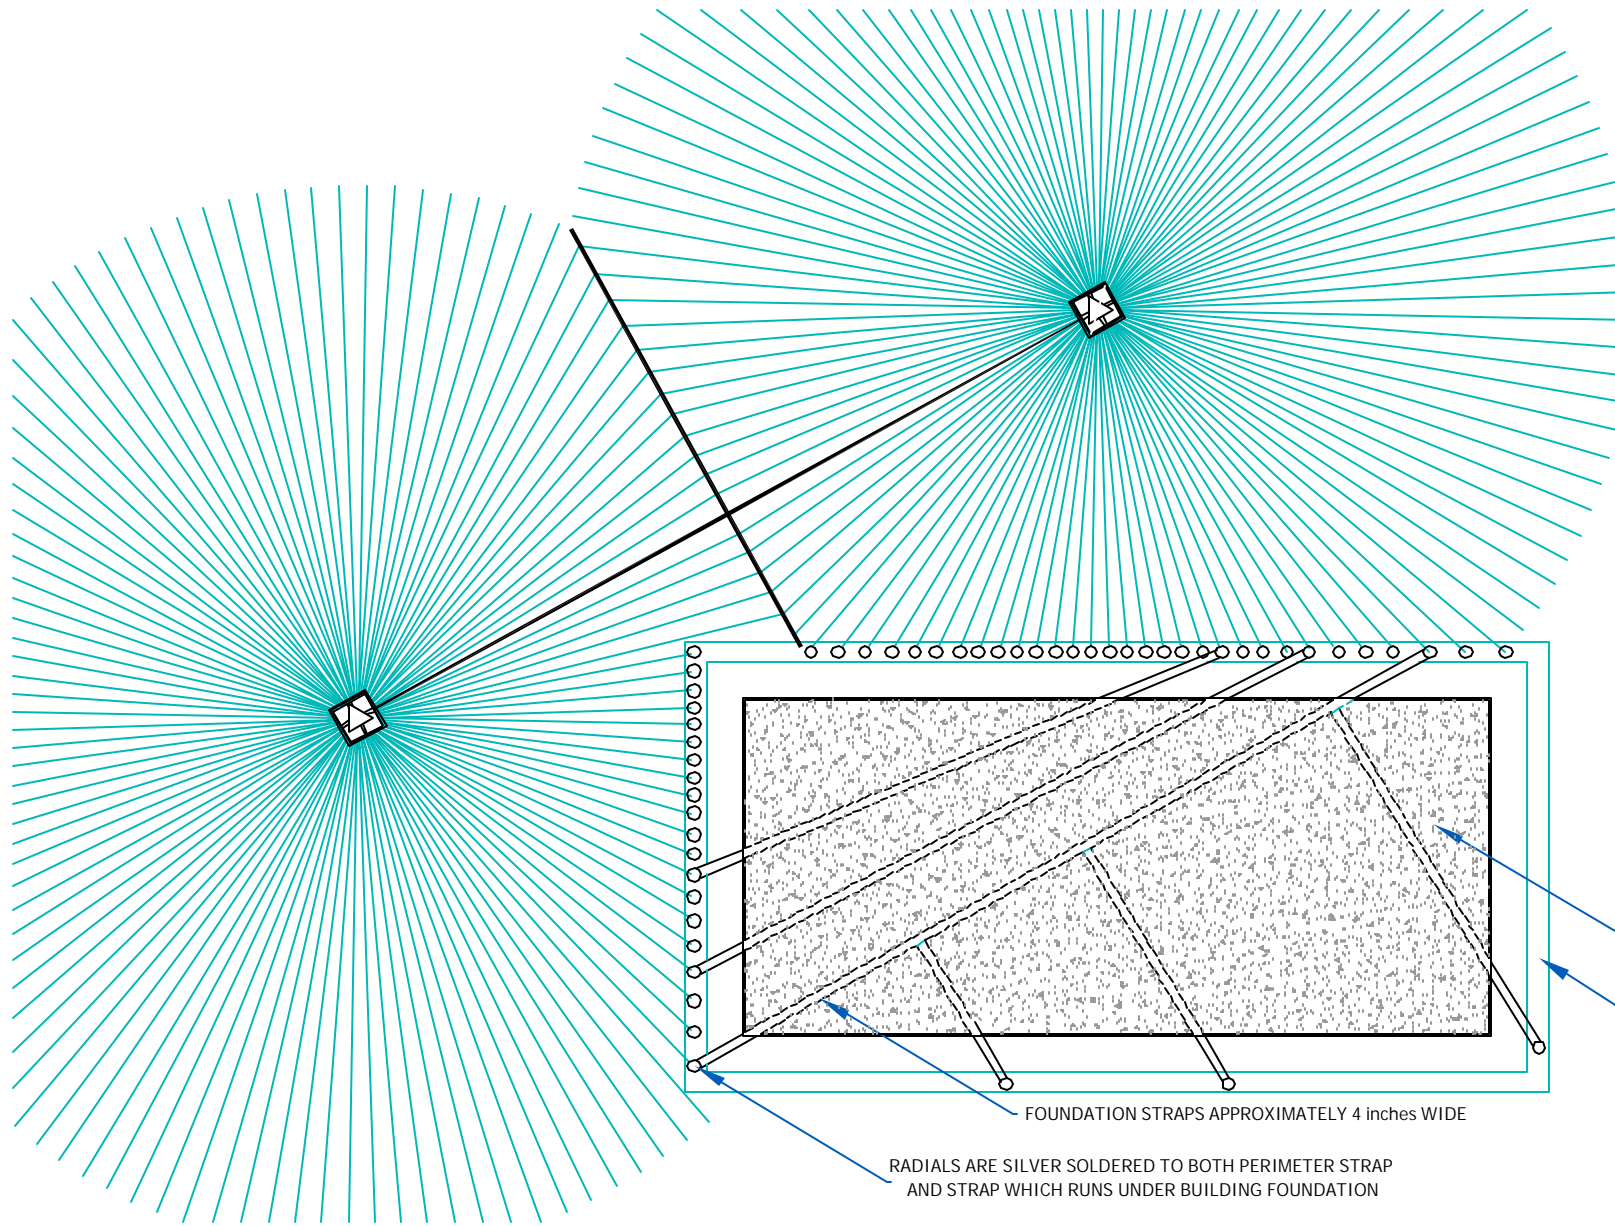 FOUNDATION STRAPS APPROXIMATELY 4 inches WIDE
RADIALS ARE SILVER SOLDERED TO BOTH PERIMETER STRAP
AND STRAP WHICH RUNS UNDER BUILDING FOUNDATION